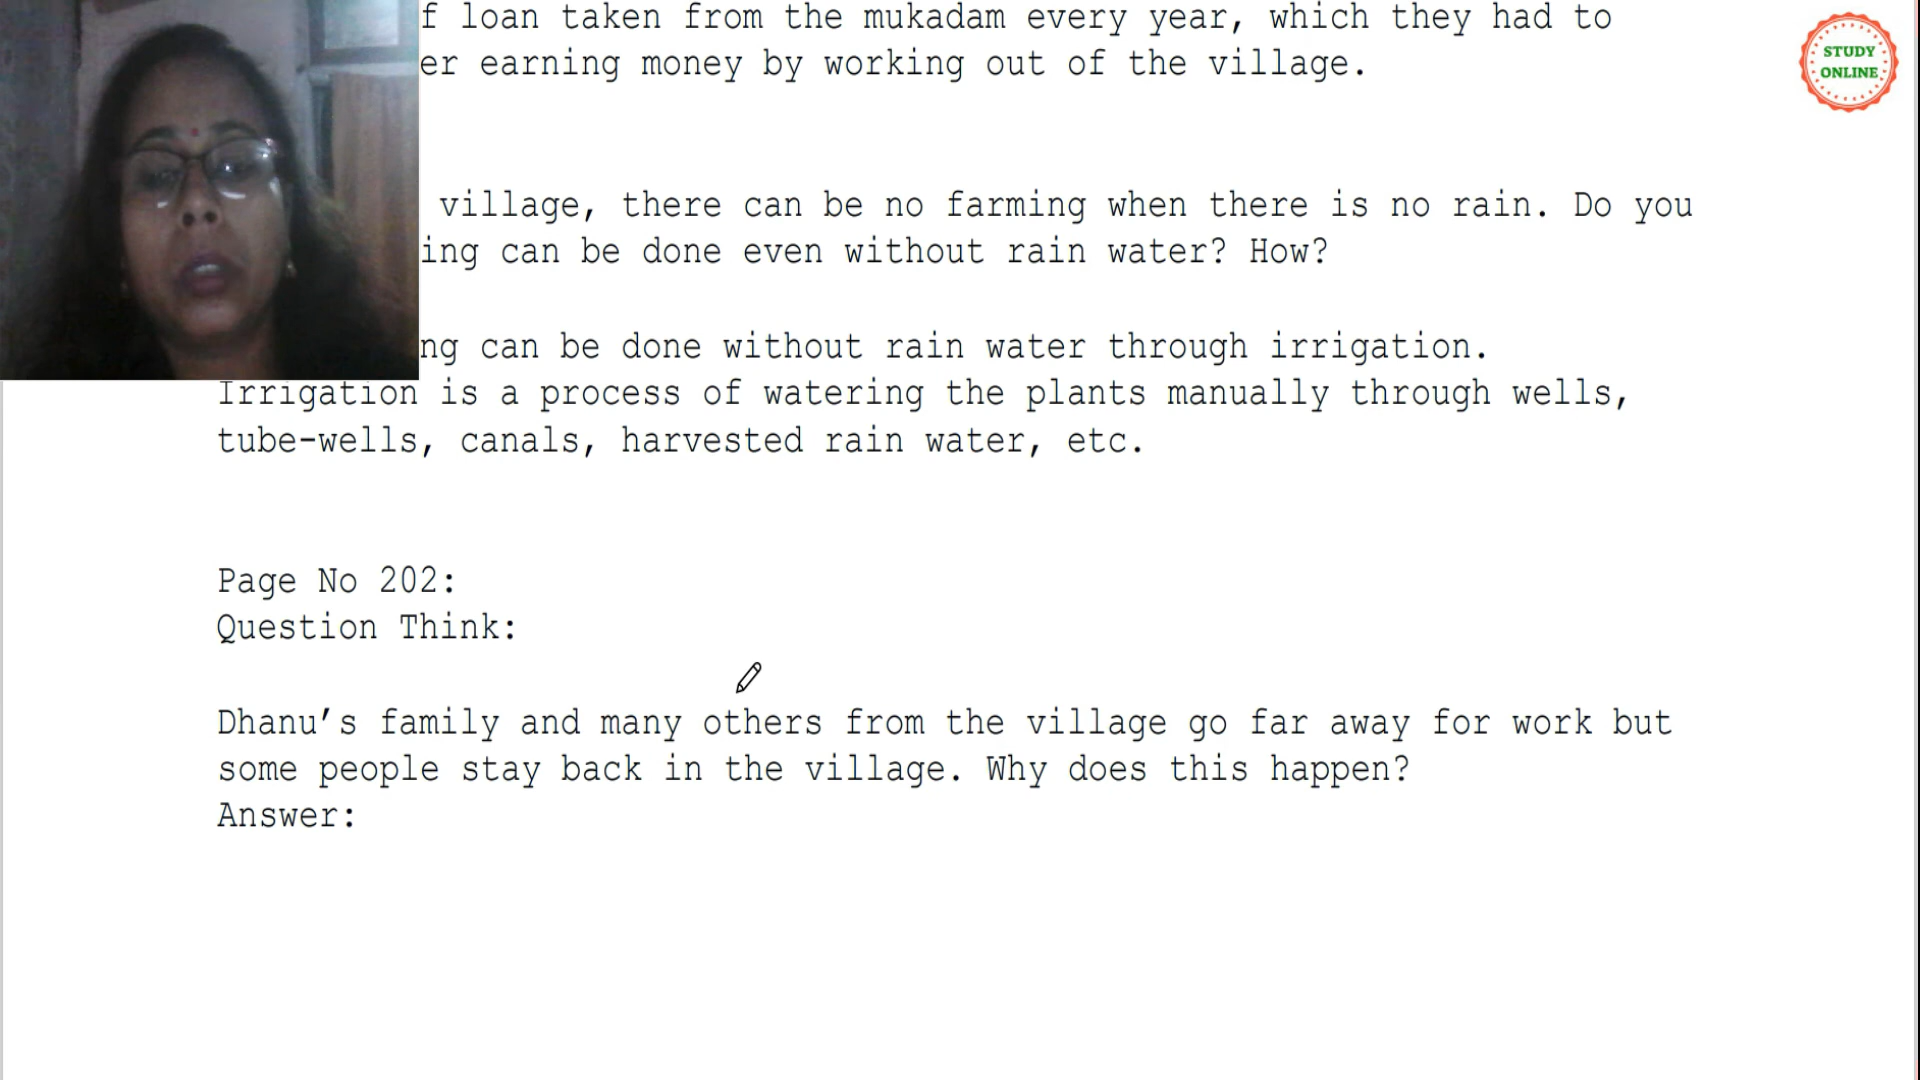 f loan taken from the mukadam every year, which they had to
er earning money by working out of the village.
STUDY
ONLINE
village, there can be no farming when there is no rain. Do you
ing can be done even without rain water? How?
ng can be done without rain water through irrigation.
Irrigation is a process of watering the plants manually through wells,
tube-wells, canals, harvested rain water, etc.
Page No 202:
Question Think:
Dhanu’s family and many others from the village go far away for work but
some people stay back in the village. Why does this happen?
Answer: